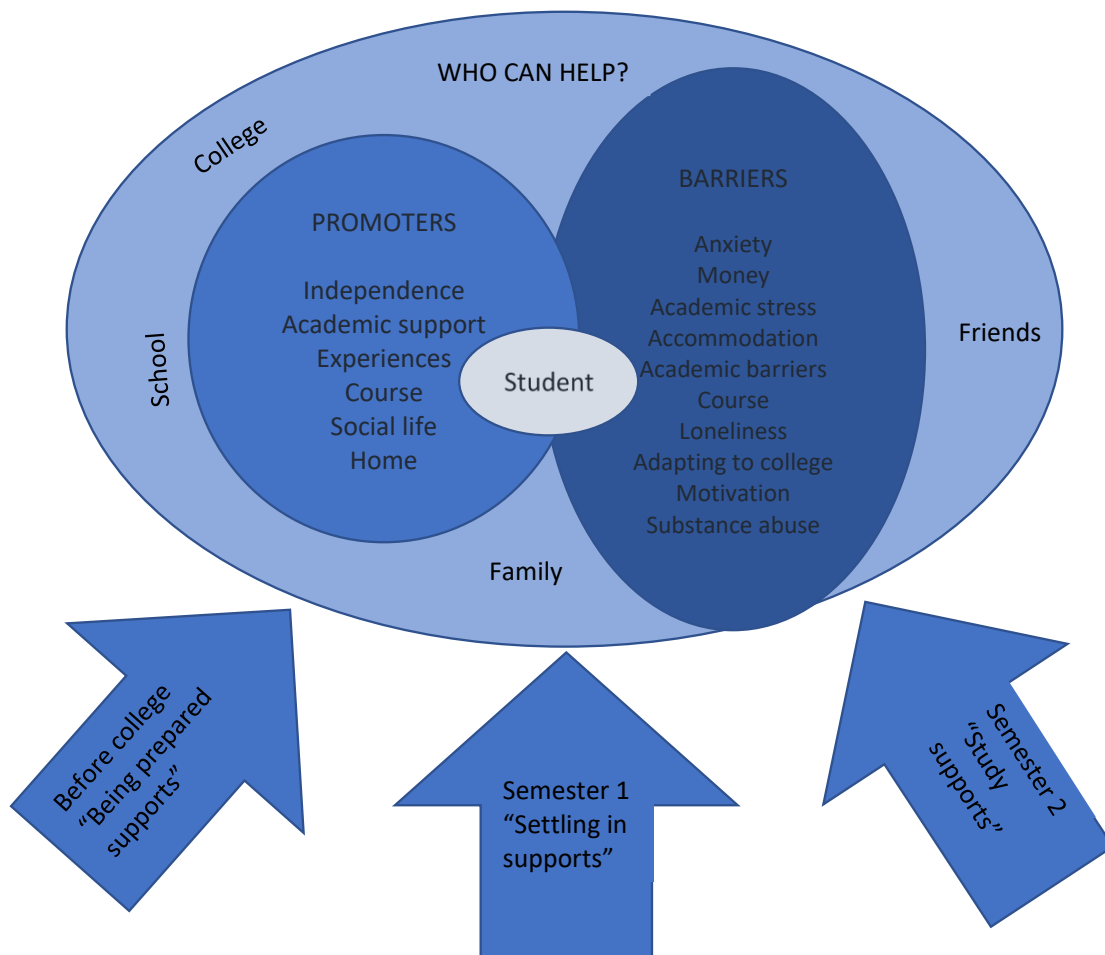 WHO CAN HELP?
College
School
Friends
Family
PROMOTERS
Independence
Academic support
Experiences
Course
Social life
Home
Student
BARRIERS
Anxiety
Money
Academic stress
Accommodation
Academic barriers
Course
Loneliness
Adapting to college
Motivation
Substance abuse
Before college
“Being prepared
supports”
Semester 1
“Settling in
supports”
Semester 2
“Study
supports”